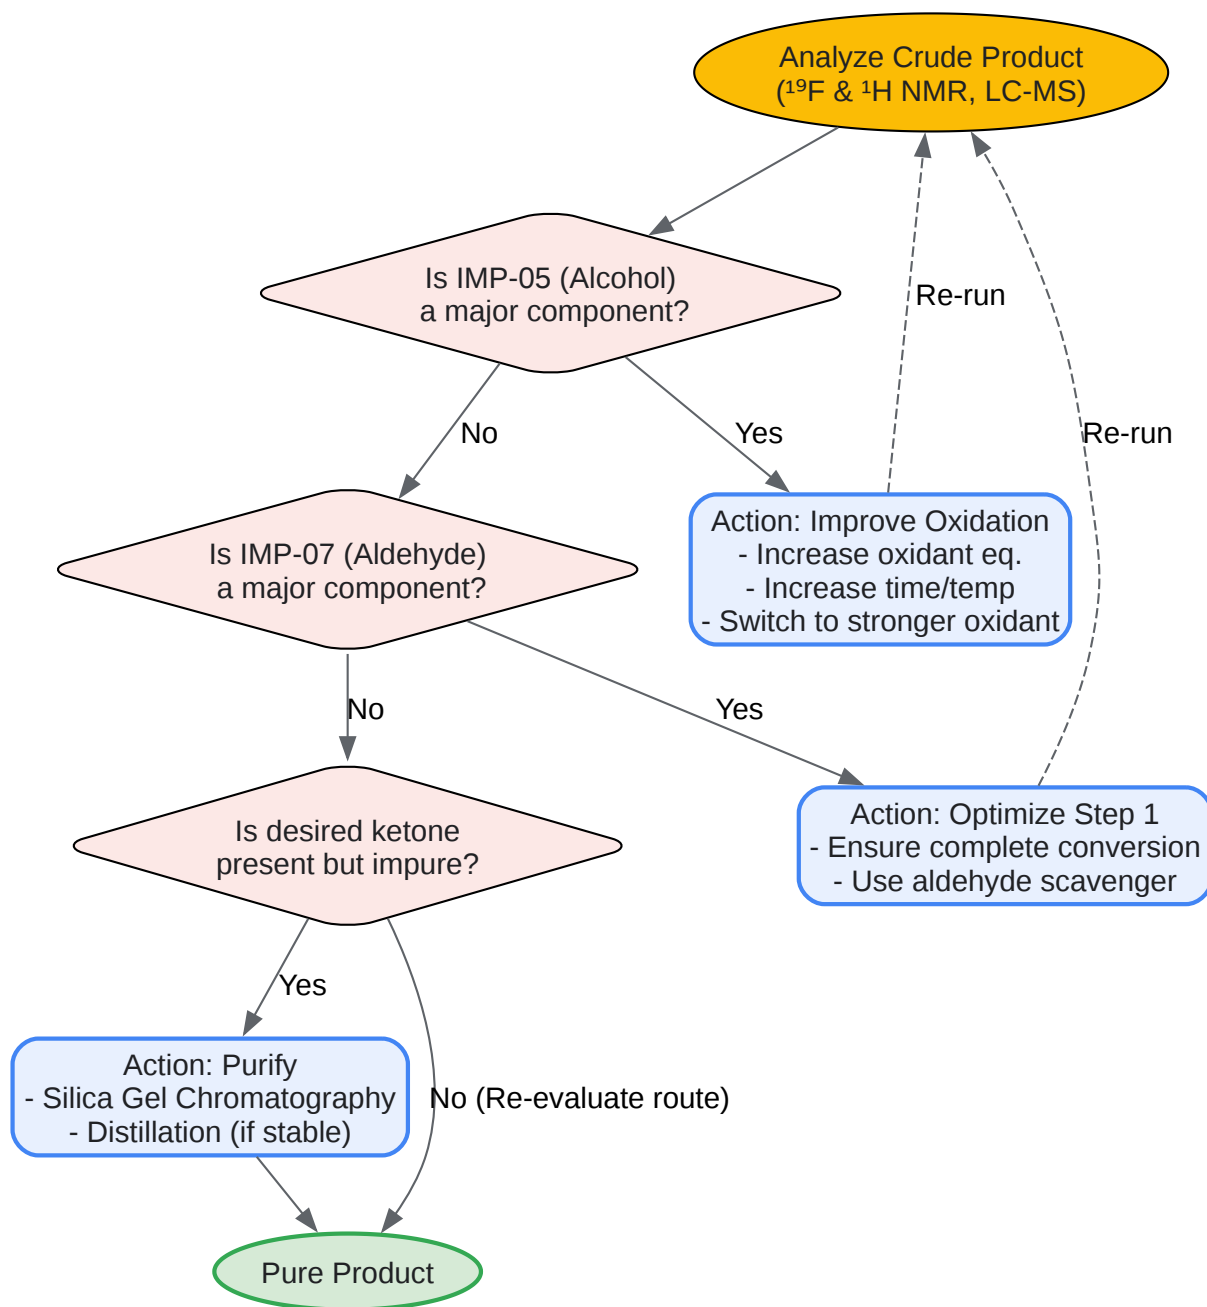 Analyze Crude Product
(¹⁹F & ¹H NMR, LC-MS)
Is IMP-05 (Alcohol)
a major component?
Re-run
No
Yes
Re-run
Action: Improve Oxidation
- Increase oxidant eq.
- Increase time/temp
- Switch to stronger oxidant
Is IMP-07 (Aldehyde)
a major component?
No
Yes
Action: Optimize Step 1
- Ensure complete conversion
- Use aldehyde scavenger
Is desired ketone
present but impure?
Yes
Action: Purify
- Silica Gel Chromatography
- Distillation (if stable)
No (Re-evaluate route)
Pure Product